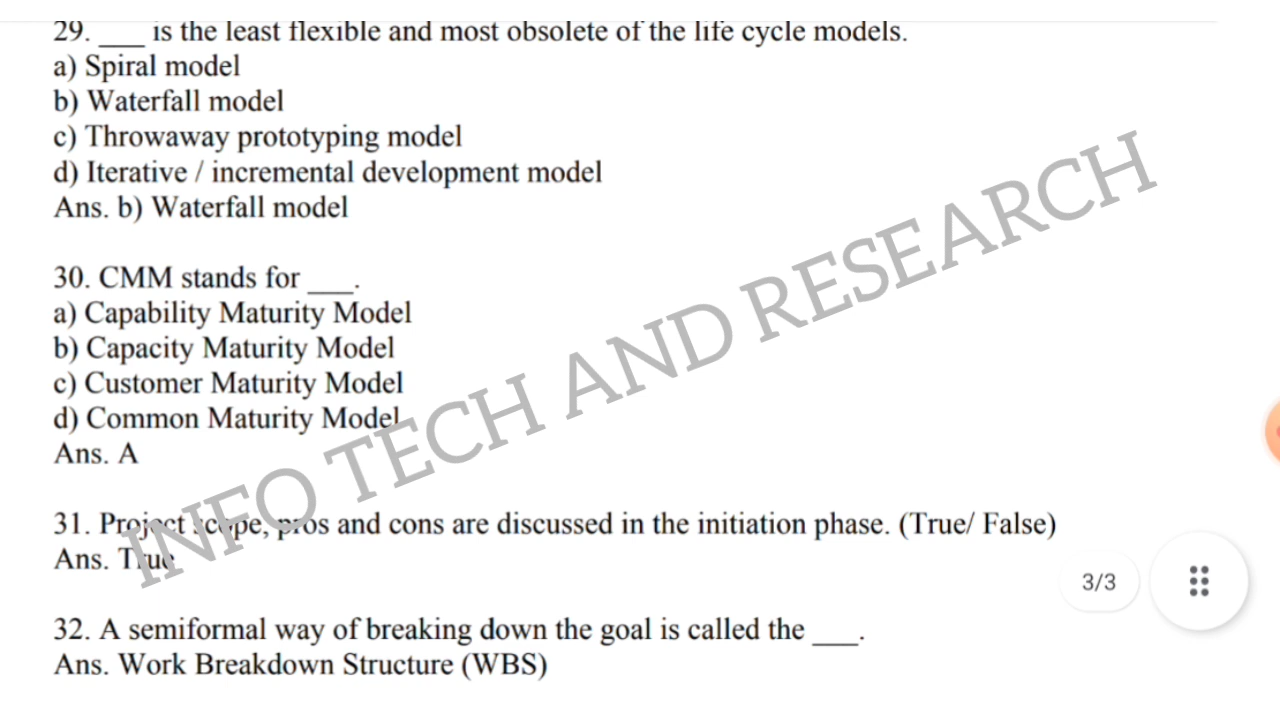 29. ___ is the least flexible and most obsolete of the life cycle models.
a) Spiral model
b) Waterfall model
c) Throwaway prototyping model
d) Iterative / incremental development model
Ans. b) Waterfall model
30. CMM stands for ___.
a) Capability Maturity Model
b) Capacity Maturity Model
c) Customer Maturity Model
d) Common Maturity Model
Ans. A
31. Project scope, pros and cons are discussed in the initiation phase. (True/ False)
Ans. True
3/3
32. A semiformal way of breaking down the goal is called the ___.
Ans. Work Breakdown Structure (WBS)
INFO TECH AND RESEARCH